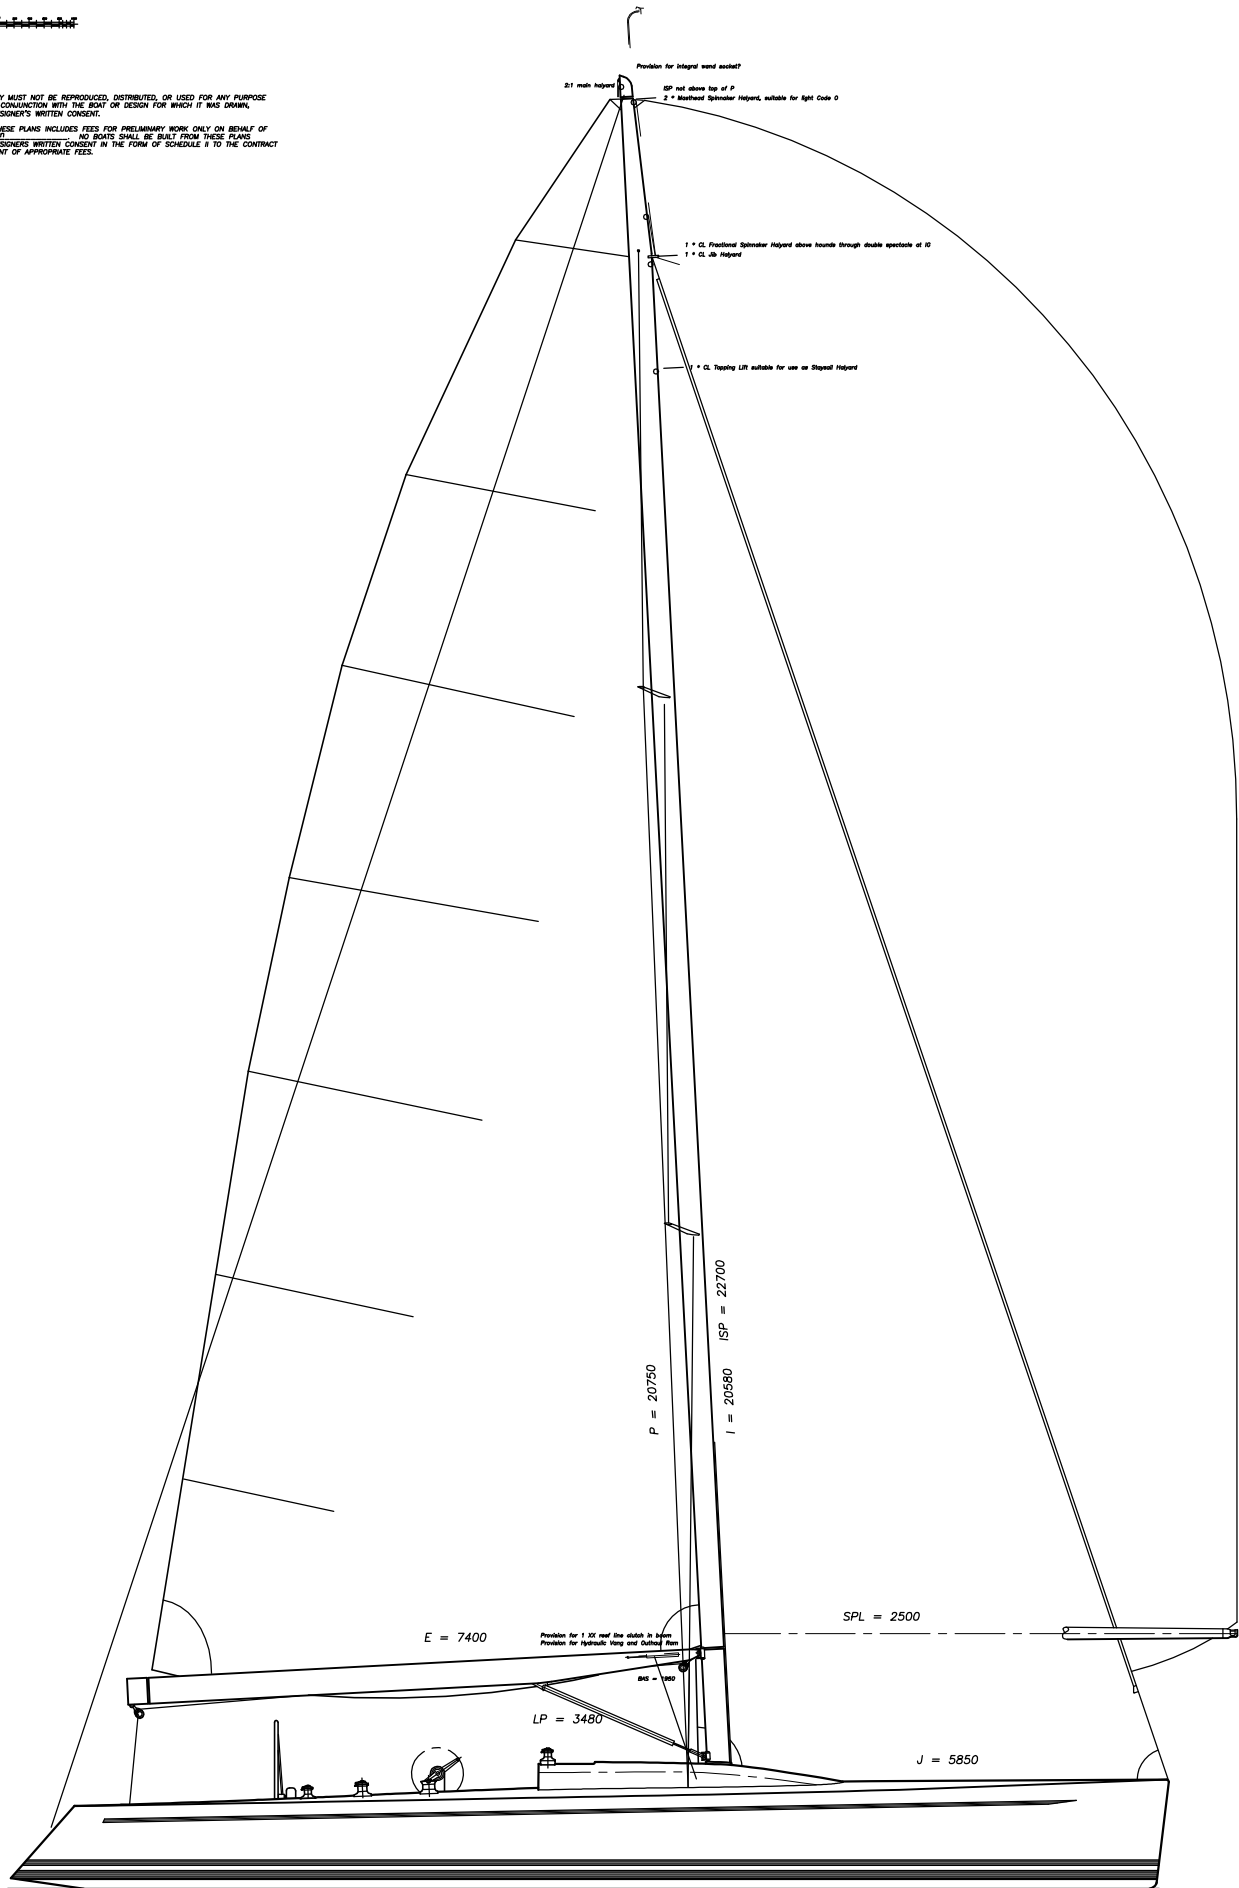 Y MUST NOT BE REPRODUCED, DISTRIBUTED, OR USED FOR ANY PURPOSE
CONJUNCTION WITH THE BOAT OR DESIGN FOR WHICH IT WAS DRAWN,
SIGNER'S WRITTEN CONSENT.
ESE PLANS INCLUDES FEES FOR PRELIMINARY WORK ONLY ON BEHALF OF
n____________. NO BOATS SHALL BE BUILT FROM THESE PLANS
SIGNERS WRITTEN CONSENT IN THE FORM OF SCHEDULE II TO THE CONTRACT
NT OF APPROPRIATE FEES.
Provision for integral wand socket?
2:1 main halyard
ISP not above top of P
2 * Masthead Spinnaker Halyard, suitable for light Code 0
1 * CL Fractional Spinnaker Halyard above hounds through double spectacle at IG
1 * CL Jib Halyard
1 * CL Topping Lift suitable for use as Staysail Halyard
ISP = 22700
P = 20750
I = 20580
SPL = 2500
E = 7400
Provision for 1 XX reef line clutch in boom
Provision for Hydraulic Vang and Outhaul Ram
BAS = 1950
LP = 3480
J = 5850